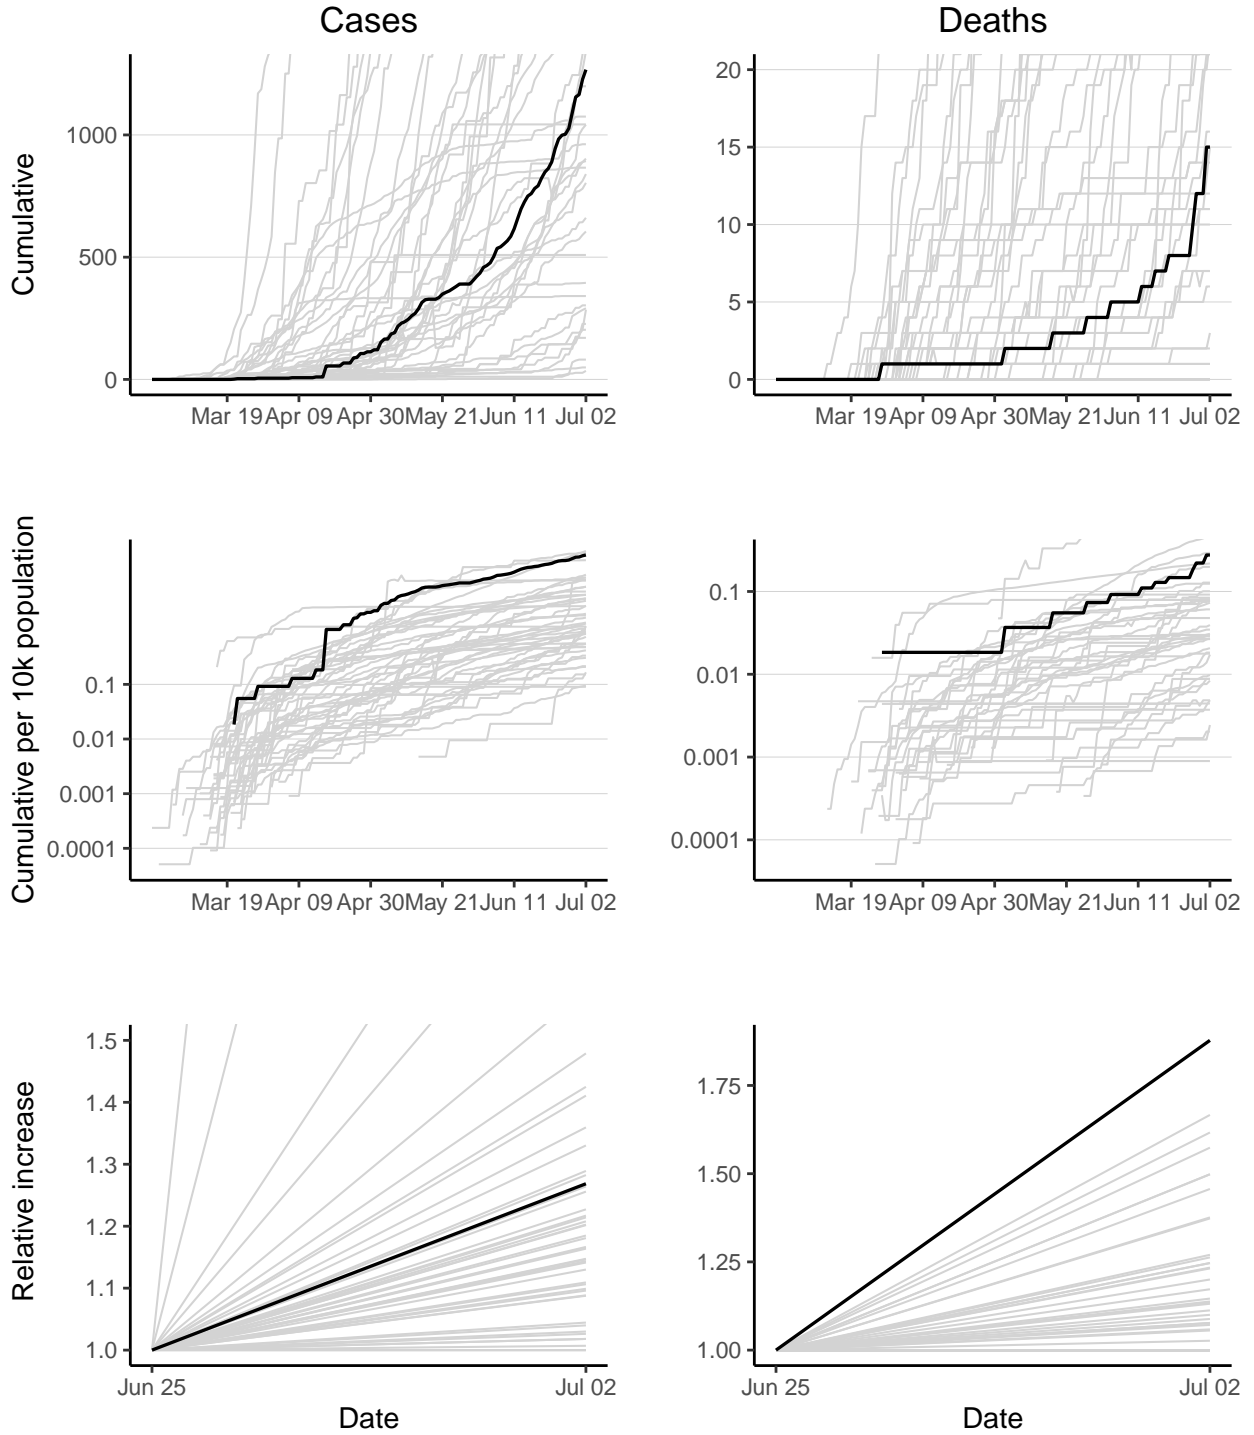 Cases
Deaths
Cumulative
1000
500
0
Mar 19 Apr 09 Apr 30 May 21 Jun 11 Jul 02
20
15
10
5
0
Mar 19 Apr 09 Apr 30 May 21 Jun 11 Jul 02
Cumulative per 10k population
0.1
0.01
0.001
0.0001
Mar 19 Apr 09 Apr 30 May 21 Jun 11 Jul 02
0.1
0.01
0.001
0.0001
Mar 19 Apr 09 Apr 30 May 21 Jun 11 Jul 02
Relative increase
1.5
1.4
1.3
1.2
1.1
1.0
Jun 25 Jul 02
Date
1.75
1.50
1.25
1.00
Jun 25 Jul 02
Date